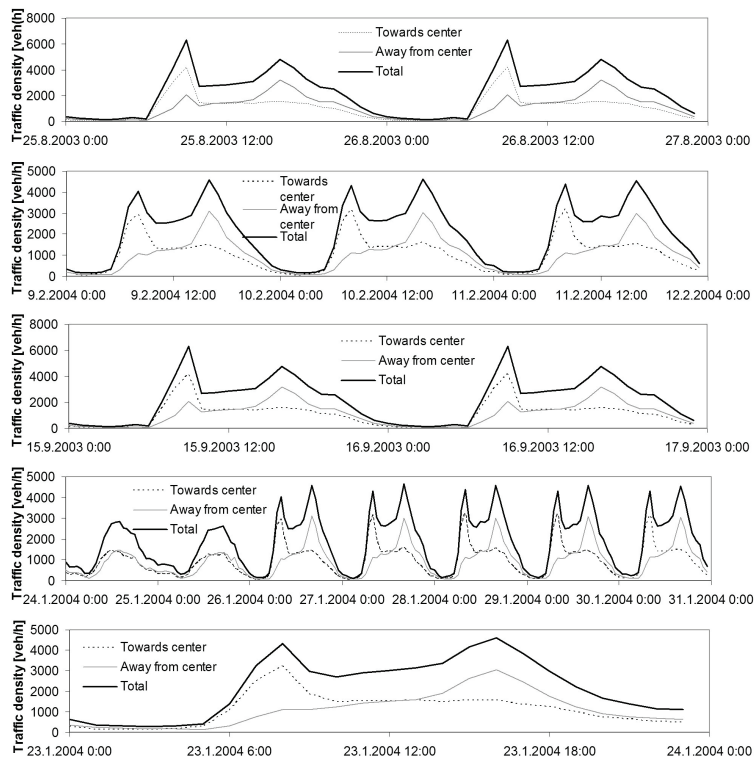 Traffic density [veh(h]
8000
6000
4000
2000
0
Towards center
Away from center
Total
25.8.2003 0:00 25.8.2003 12:00 26.8.2003 0:00 26.8.2003 12:00 27.8.2003 0:00
Traffic density [veh/h]
5000
4000
3000
2000
1000
0
Towards
center
Away from
center
Total
9.2.2004 0:00 9.2.2004 12:00 10.2.2004 0:00 10.2.2004 12:00 11.2.2004 0:00 11.2.2004 12:00 12.2.2004 0:00
Traffic density [veh/h]
8000
6000
4000
2000
0
Towards center
Away from center
Total
15.9.2003 0:00 15.9.2003 12:00 16.9.2003 0:00 16.9.2003 12:00 17.9.2003 0:00
Traffic density [veh/h]
5000
4000
3000
2000
1000
0
Towards center
Away from center
Total
24.1.2004 0:00 25.1.2004 0:00 26.1.2004 0:00 27.1.2004 0:00 28.1.2004 0:00 29.1.2004 0:00 30.1.2004 0:00 31.1.2004 0:00
Traffic density [veh/h]
5000
4000
3000
2000
1000
0
Towards center
Away from center
Total
23.1.2004 0:00 23.1.2004 6:00 23.1.2004 12:00 23.1.2004 18:00 24.1.2004 0:00